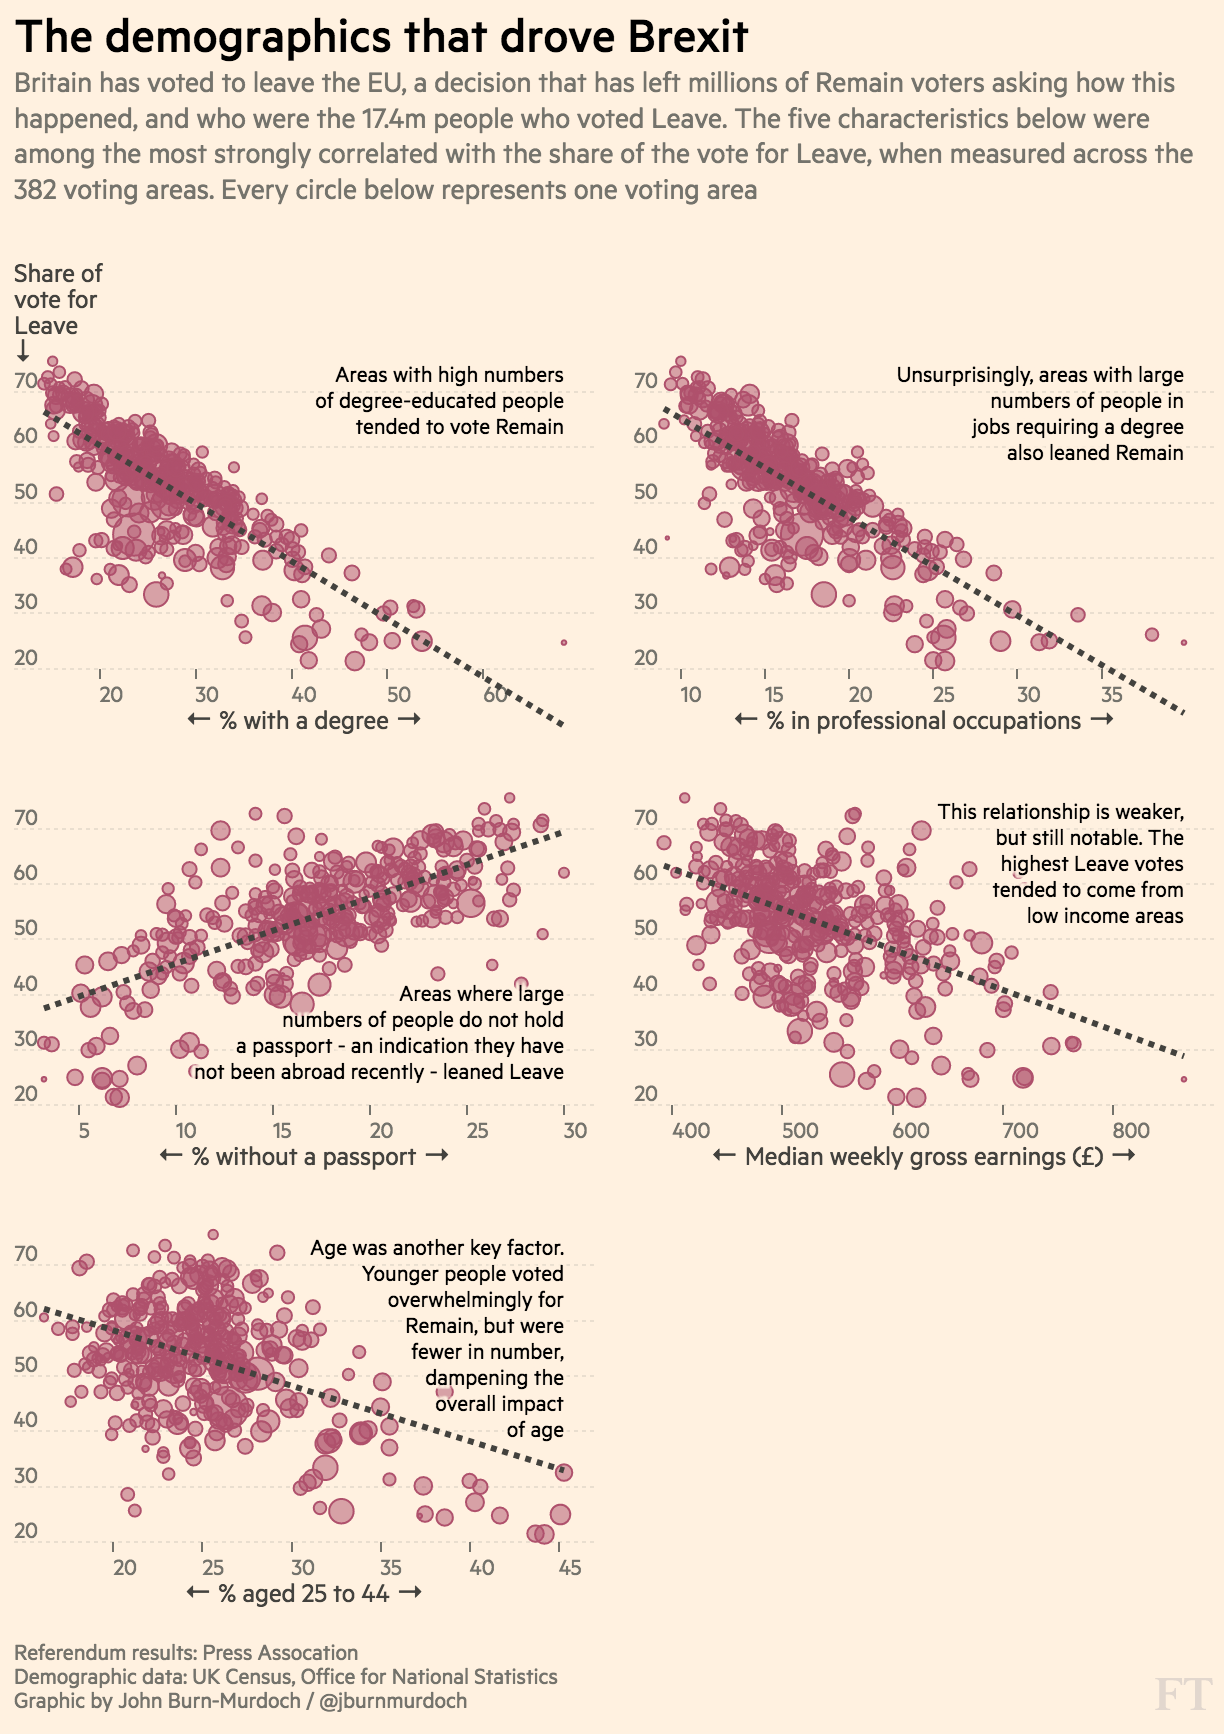 The demographics that drove Brexit
Britain has voted to leave the EU, a decision that has left millions of Remain voters asking how this
happened, and who were the 17.4m people who voted Leave. The five characteristics below were
among the most strongly correlated with the share of the vote for Leave, when measured across the
382 voting areas. Every circle below represents one voting area
Share of
vote for
Leave
↓
Areas with high numbers
of degree-educated people
tended to vote Remain
70
60
50
40
30
20
20 30 40 50 60
← % with a degree →
Unsurprisingly, areas with large
numbers of people in
jobs requiring a degree
also leaned Remain
70
60
50
40
30
20
10 15 20 25 30 35
← % in professional occupations →
70
60
50
40
30
20
Areas where large
numbers of people do not hold
a passport - an indication they have
not been abroad recently - leaned Leave
5 10 15 20 25 30
← % without a passport →
This relationship is weaker,
but still notable. The
highest Leave votes
tended to come from
low income areas
70
60
50
40
30
20
400 500 600 700 800
← Median weekly gross earnings (£) →
Age was another key factor.
Younger people voted
overwhelmingly for
Remain, but were
fewer in number,
dampening the
overall impact
of age
70
60
50
40
30
20
20 25 30 35 40 45
← % aged 25 to 44 →
Referendum results: Press Assocation
Demographic data: UK Census, Office for National Statistics
Graphic by John Burn-Murdoch / @jburnmurdoch
FT